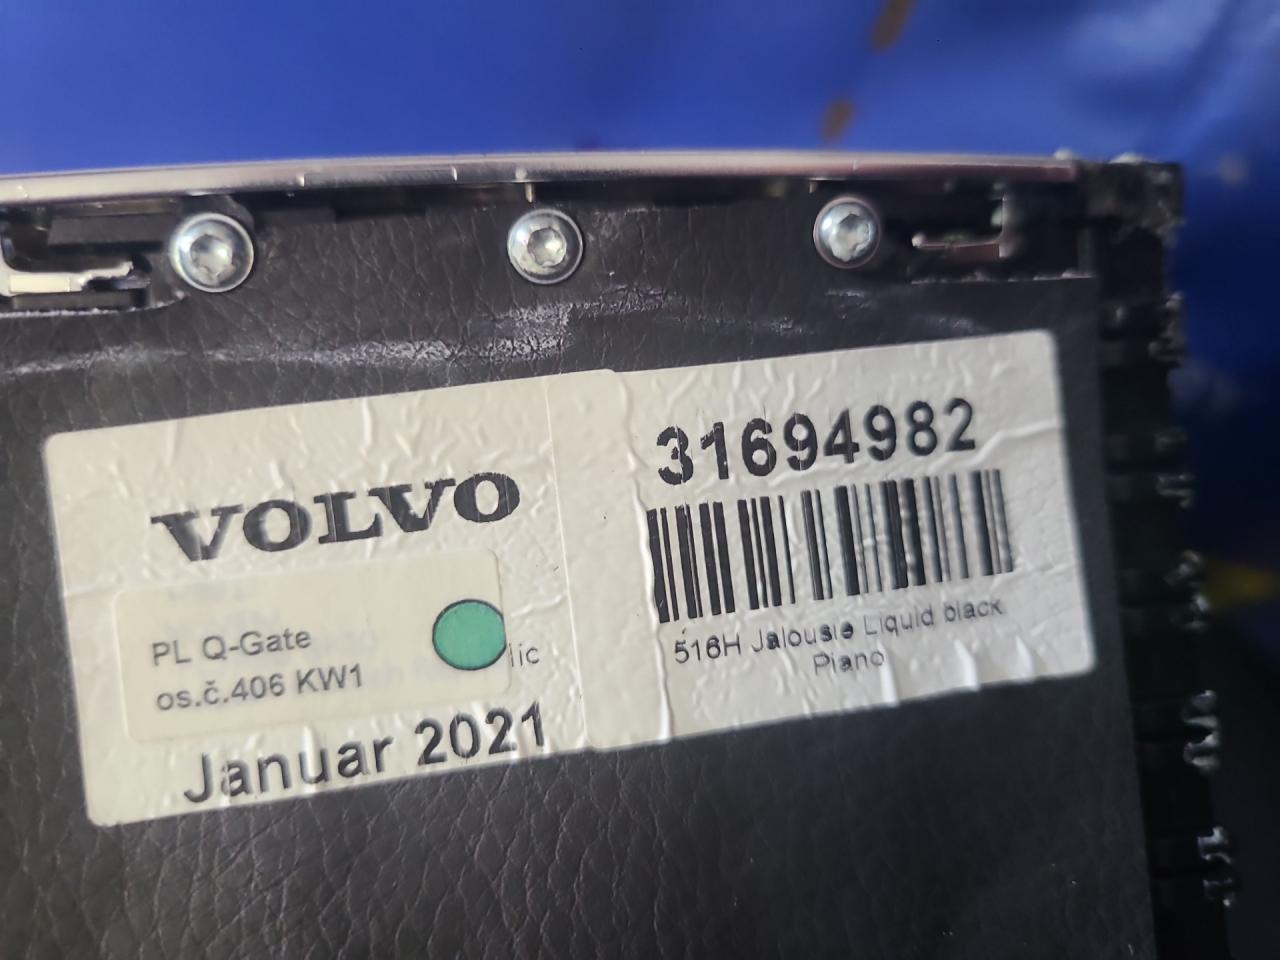 VOLVO
PL Q-Gate
os.č.406 KW1
lic
Januar 2021
31694982
516H Jalousie Liquid black
Piano